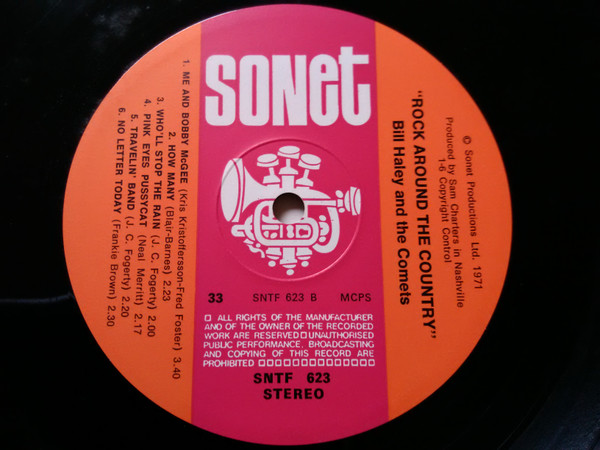 SONet
"ROCK AROUND THE COUNTRY"
Bill Haley and the Comets
℗ Sonet Productions Ltd. 1971
Produced by Sam Charters in Nashville
1-6 Copyright Control
1. ME AND BOBBY McGEE (Kris Kristoffersson-Fred Foster) 3.40
2. HOW MANY (Blair-Barnes) 2.23
3. WHO'LL STOP THE RAIN (J. C. Fogerty) 2.00
4. PINK EYES PUSSYCAT (Neal Merritt) 2.17
5. TRAVELIN' BAND (J. C. Fogerty) 2.20
6. NO LETTER TODAY (Frankie Brown) 2.30
33 SNTF 623 B MCPS
ALL RIGHTS OF THE MANUFACTURER
AND OF THE OWNER OF THE RECORDED
WORK ARE RESERVED UNAUTHORISED
PUBLIC PERFORMANCE, BROADCASTING
AND COPYING OF THIS RECORD ARE
PROHIBITED
SNTF 623
STEREO